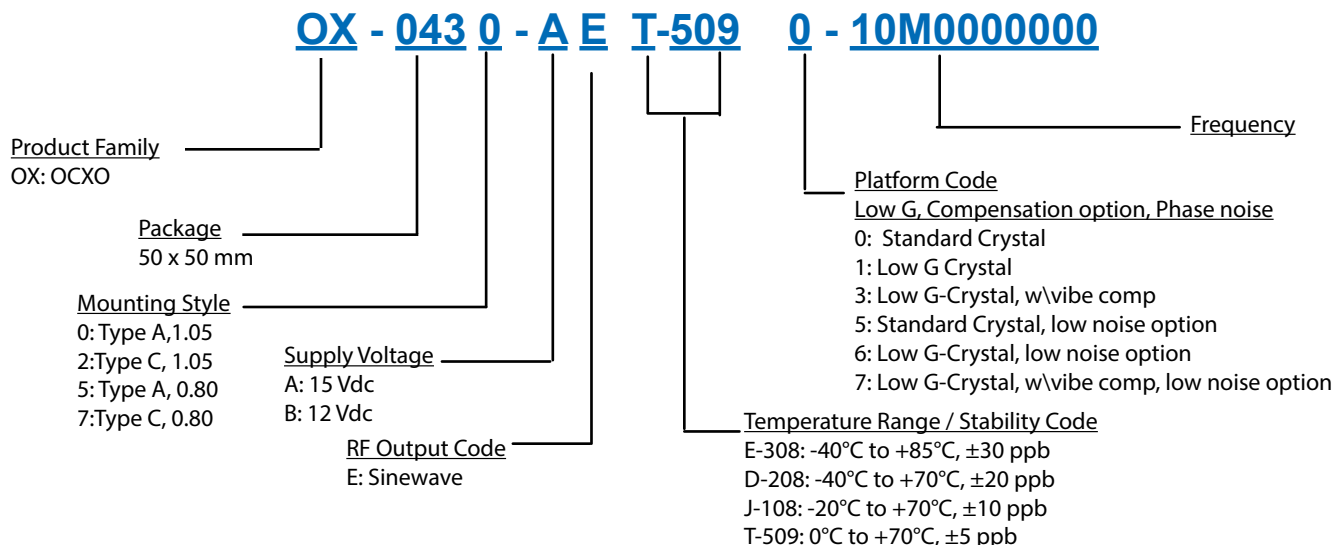 OX - 043 0 - A E T-509 0 - 10M0000000
Frequency
Product Family
OX: OCXO
Platform Code
Low G, Compensation option, Phase noise
0: Standard Crystal
1: Low G Crystal
3: Low G-Crystal, w\vibe comp
5: Standard Crystal, low noise option
6: Low G-Crystal, low noise option
7: Low G-Crystal, w\vibe comp, low noise option
Package
50 x 50 mm
Mounting Style
0: Type A,1.05
2:Type C, 1.05
5: Type A, 0.80
7:Type C, 0.80
Supply Voltage
A: 15 Vdc
B: 12 Vdc
RF Output Code
E: Sinewave
Temperature Range / Stability Code
E-308: -40°C to +85°C, ±30 ppb
D-208: -40°C to +70°C, ±20 ppb
J-108: -20°C to +70°C, ±10 ppb
T-509: 0°C to +70°C, ±5 ppb